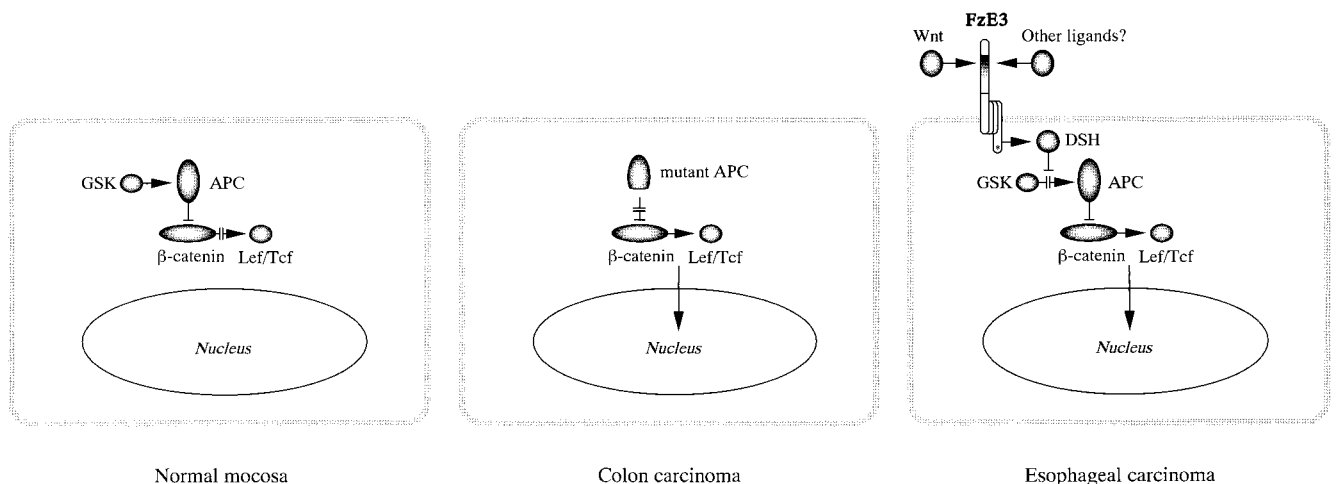 Normal mocosa
GSK
APC
β-catenin
Lef/Tcf
Nucleus
Colon carcinoma
mutant APC
β-catenin
Lef/Tcf
Nucleus
Esophageal carcinoma
FzE3
Wnt
Other ligands?
*
DSH
GSK
APC
β-catenin
Lef/Tcf
Nucleus